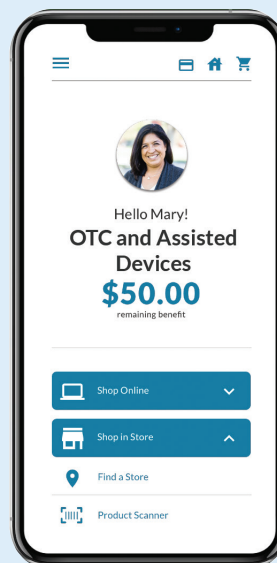 Hello Mary!
OTC and Assisted
Devices
$50.00
remaining benefit
Shop Online
Shop in Store
Find a Store
Product Scanner